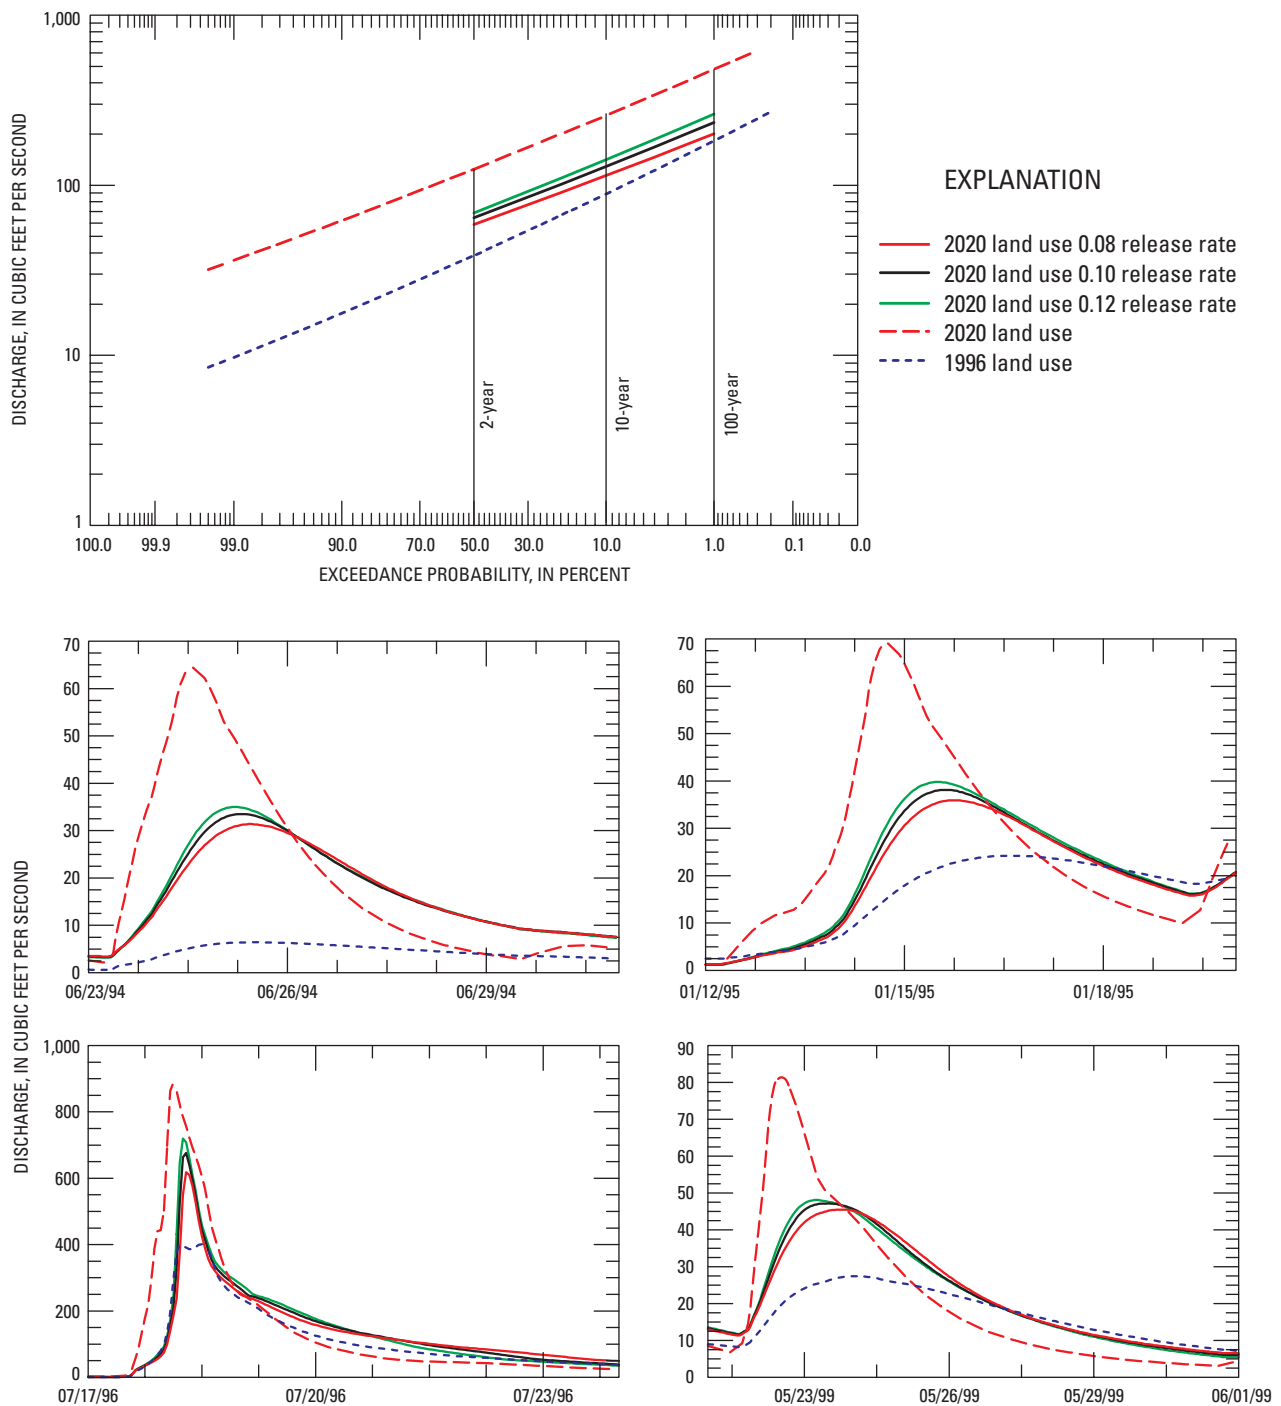 1,000
100
10
1
DISCHARGE, IN CUBIC FEET PER SECOND
2-year
10-year
100-year
100.0 99.9 99.0 90.0 70.0 50.0 30.0 10.0 1.0 0.1 0.0
EXCEEDANCE PROBABILITY, IN PERCENT
EXPLANATION
2020 land use 0.08 release rate
2020 land use 0.10 release rate
2020 land use 0.12 release rate
2020 land use
1996 land use
DISCHARGE, IN CUBIC FEET PER SECOND
70
60
50
40
30
20
10
0
06/23/94 06/26/94 06/29/94
70
60
50
40
30
20
10
0
01/12/95 01/15/95 01/18/95
1,000
800
600
400
200
0
07/17/96 07/20/96 07/23/96
90
80
70
60
50
40
30
20
10
0
05/23/99 05/26/99 05/29/99 06/01/99